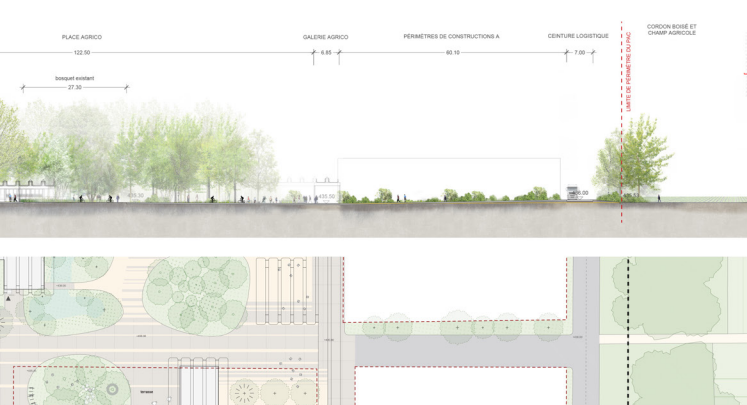 PLACE AGRICO
GALERIE AGRICO
PÉRIMÈTRES DE CONSTRUCTIONS A
CEINTURE LOGISTIQUE
CORDON BOISÉ ET
CHAMP AGRICOLE
122.50
6.85
60.10
7.00
LIMITE DE PÉRIMÈTRE DU PAC
bosquet existant
27.30
terrasse